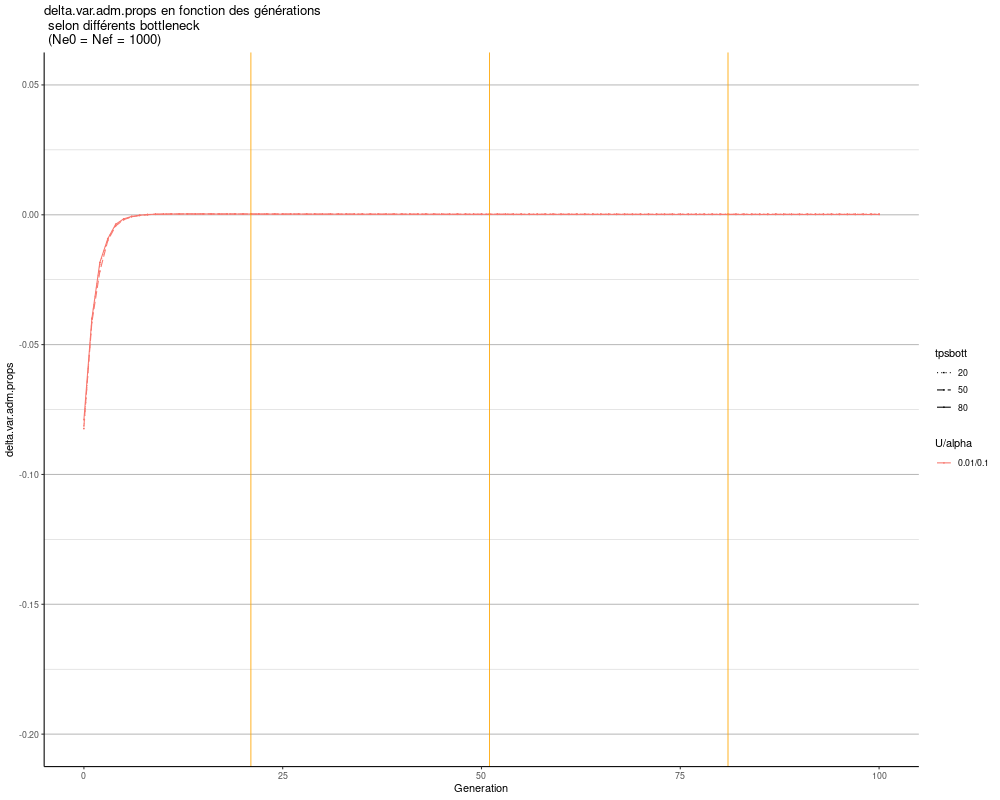 delta.var.adm.props en fonction des générations
selon différents bottleneck
(Ne0 = Nef = 1000)
0.05
0.00
-0.05
-0.10
-0.15
-0.20
delta.var.adm.props
0
25
50
75
100
Generation
tpsbott
20
50
80
U/alpha
0.01/0.1